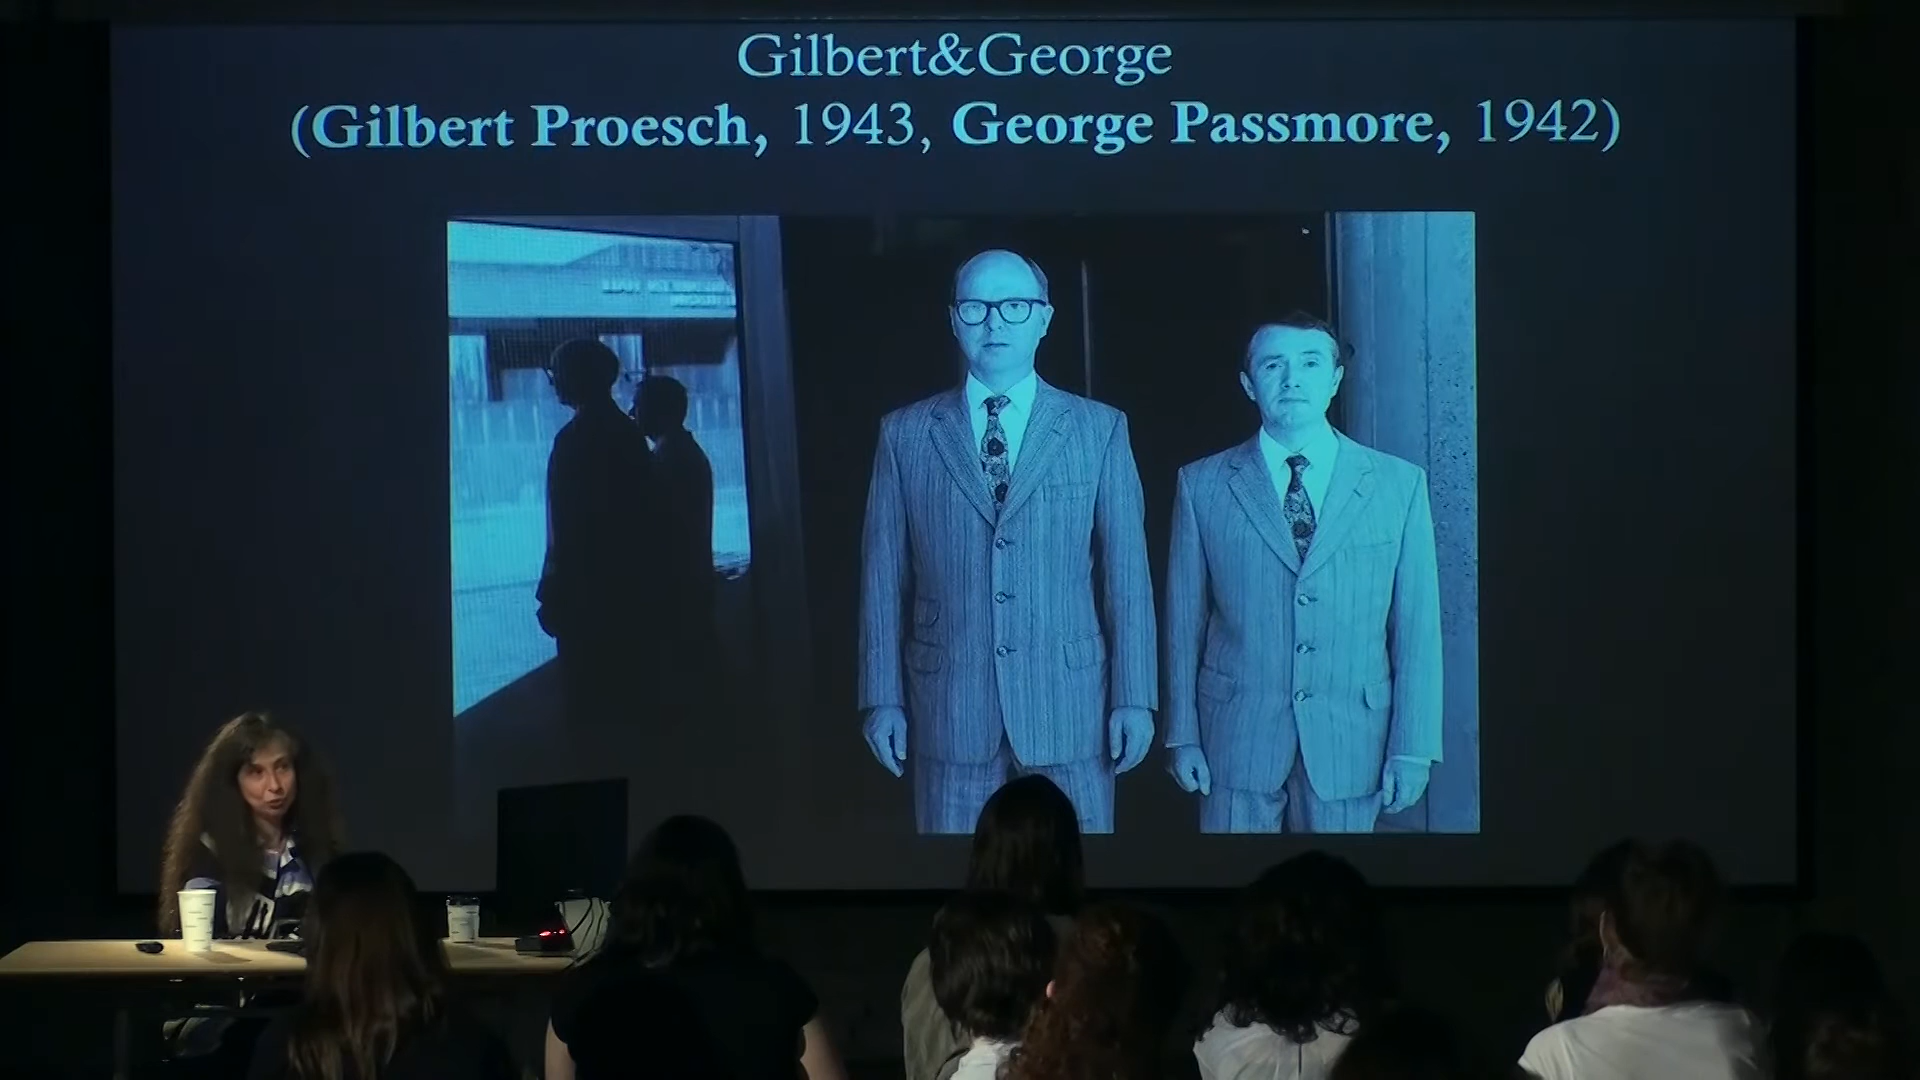 Gilbert&George
(Gilbert Proesch, 1943, George Passmore, 1942)